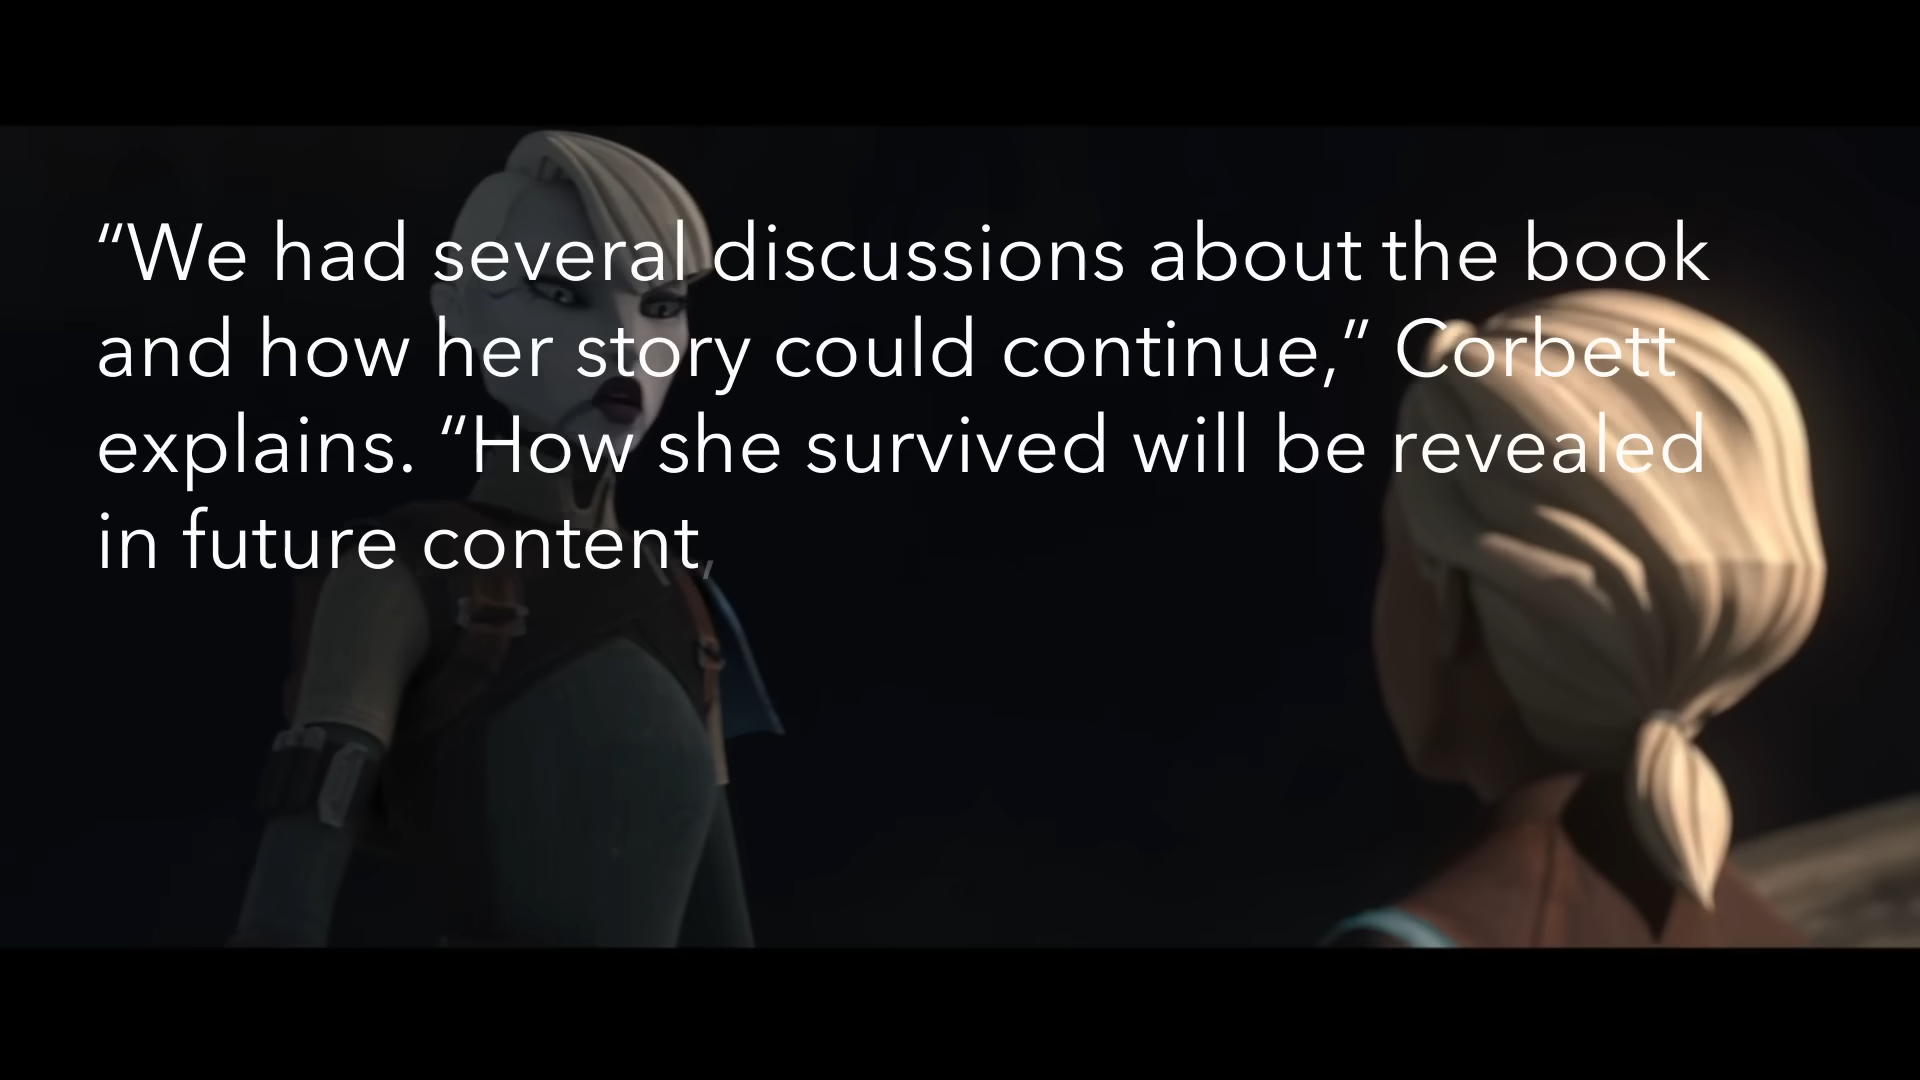 “We had several discussions about the book
and how her story could continue,” Corbett
explains. “How she survived will be revealed
in future content,